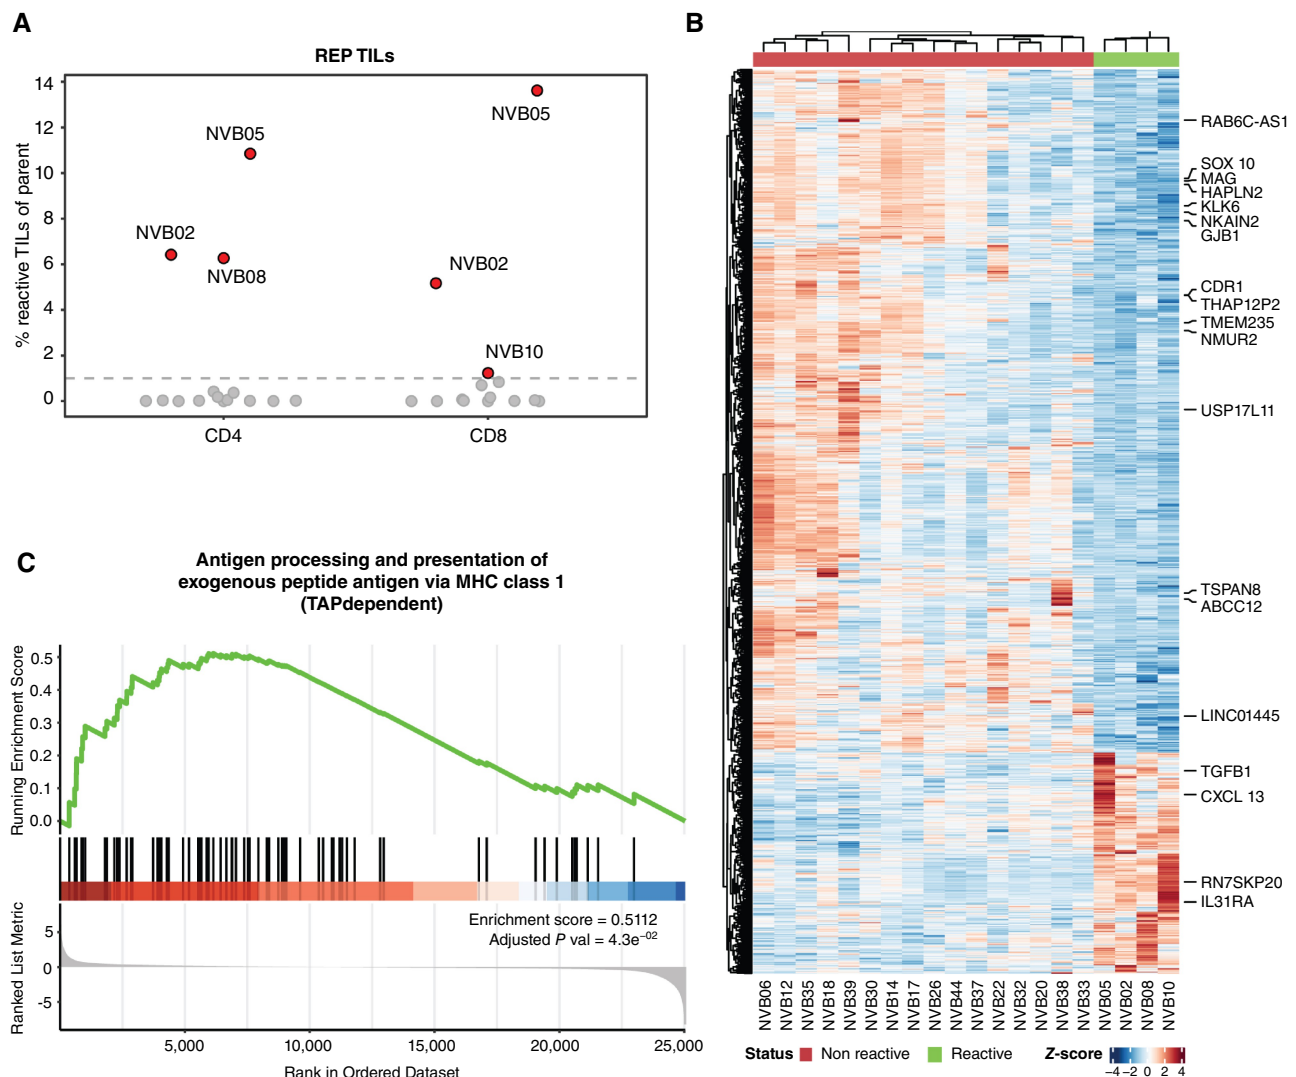 A
REP TILs
% reactive TILs of parent
14
12
10
8
6
4
2
0
NVB05
NVB05
NVB02
NVB08
NVB02
NVB10
CD4
CD8
B
RAB6C-AS1
SOX 10
MAG
HAPLN2
KLK6
NKAIN2
GJB1
CDR1
THAP12P2
TMEM235
NMUR2
USP17L11
TSPAN8
ABCC12
LINC01445
TGFB1
CXCL 13
RN7SKP20
IL31RA
NVB06
NVB12
NVB35
NVB18
NVB39
NVB30
NVB14
NVB17
NVB26
NVB44
NVB37
NVB22
NVB32
NVB20
NVB38
NVB33
NVB05
NVB02
NVB08
NVB10
Status Non reactive Reactive Z-score
−4 −2 0 2 4
C
Antigen processing and presentation of
exogenous peptide antigen via MHC class 1
(TAPdependent)
Running Enrichment Score
0.5
0.4
0.3
0.2
0.1
0.0
Enrichment score = 0.5112
Adjusted P val = 4.3e−02
Ranked List Metric
5
0
-5
5,000 10,000 15,000 20,000 25,000
Rank in Ordered Dataset